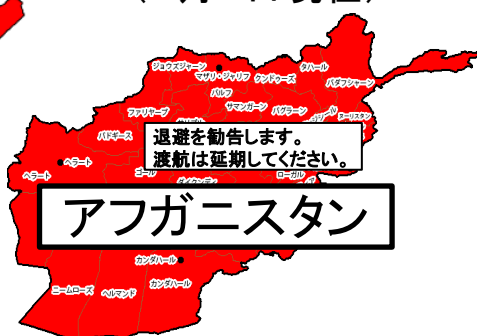 ジョウズジャーン
マザリ・シャリフ
クンドゥーズ
タハール
バダフシャーン
バルフ
サマンガーン
バグラーン
ヌーリスタン
ファリヤーブ
バドギース
退避を勧告します。
渡航は延期してください。
ヘラート
ヘラート
ゴール
ダイクンディ
ローガル
アフガニスタン
カンダハール
カンダハール
ニームローズ
ヘルマンド